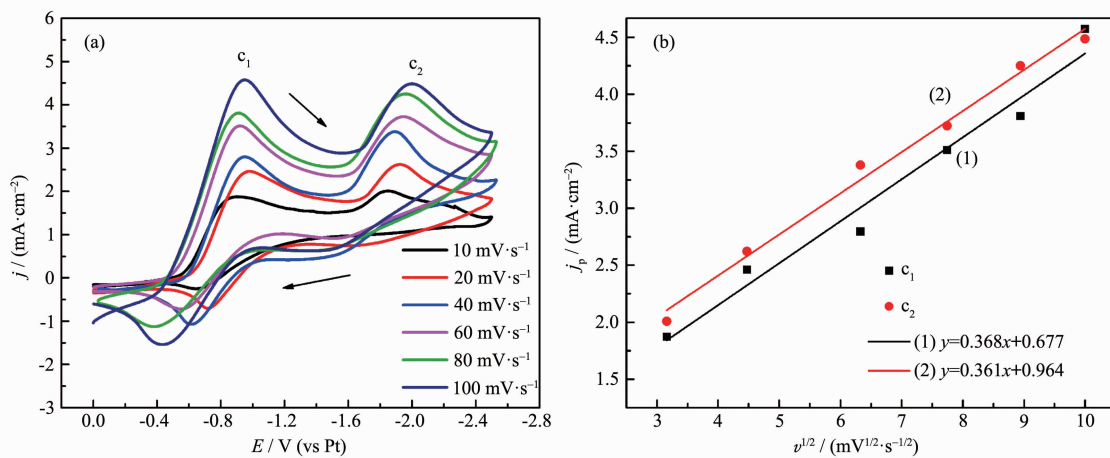 (a)
c₁
c₂
6
5
4
3
2
1
0
-1
-2
-3
j / (mA·cm⁻²)
10 mV·s⁻¹
20 mV·s⁻¹
40 mV·s⁻¹
60 mV·s⁻¹
80 mV·s⁻¹
100 mV·s⁻¹
0.0 -0.4 -0.8 -1.2 -1.6 -2.0 -2.4 -2.8
E / V (vs Pt)
(b)
4.5
4.0
3.5
3.0
2.5
2.0
1.5
jₚ / (mA·cm⁻²)
(2)
(1)
c₁
c₂
(1) y=0.368x+0.677
(2) y=0.361x+0.964
3 4 5 6 7 8 9 10
v¹/² / (mV¹/²·s⁻¹/²)